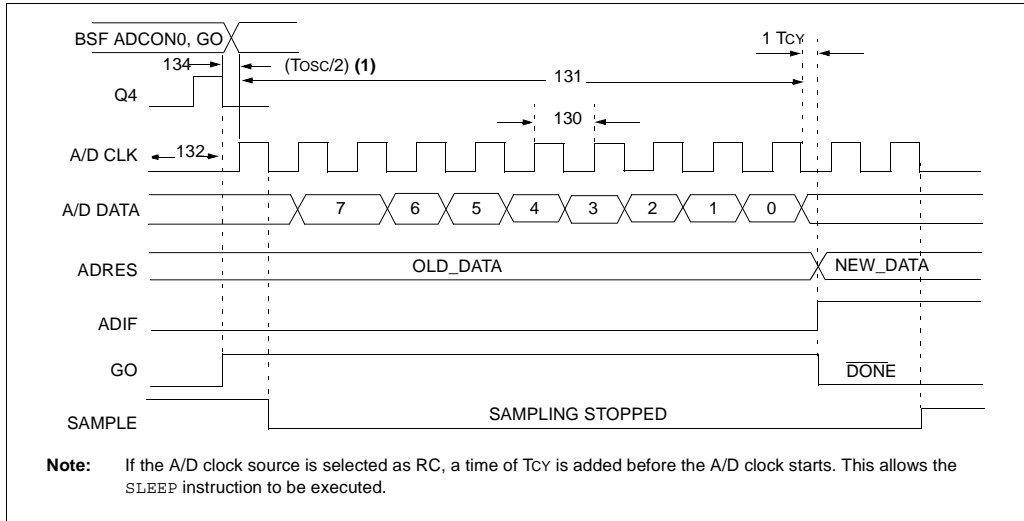 BSF ADCON0, GO
134
(TOSC/2) (1)
131
1 TCY
Q4
130
A/D CLK
132
A/D DATA
7 6 5 4 3 2 1 0
ADRES
OLD_DATA
NEW_DATA
ADIF
GO
DONE
SAMPLE
SAMPLING STOPPED
Note: If the A/D clock source is selected as RC, a time of TCY is added before the A/D clock starts. This allows the
SLEEP instruction to be executed.